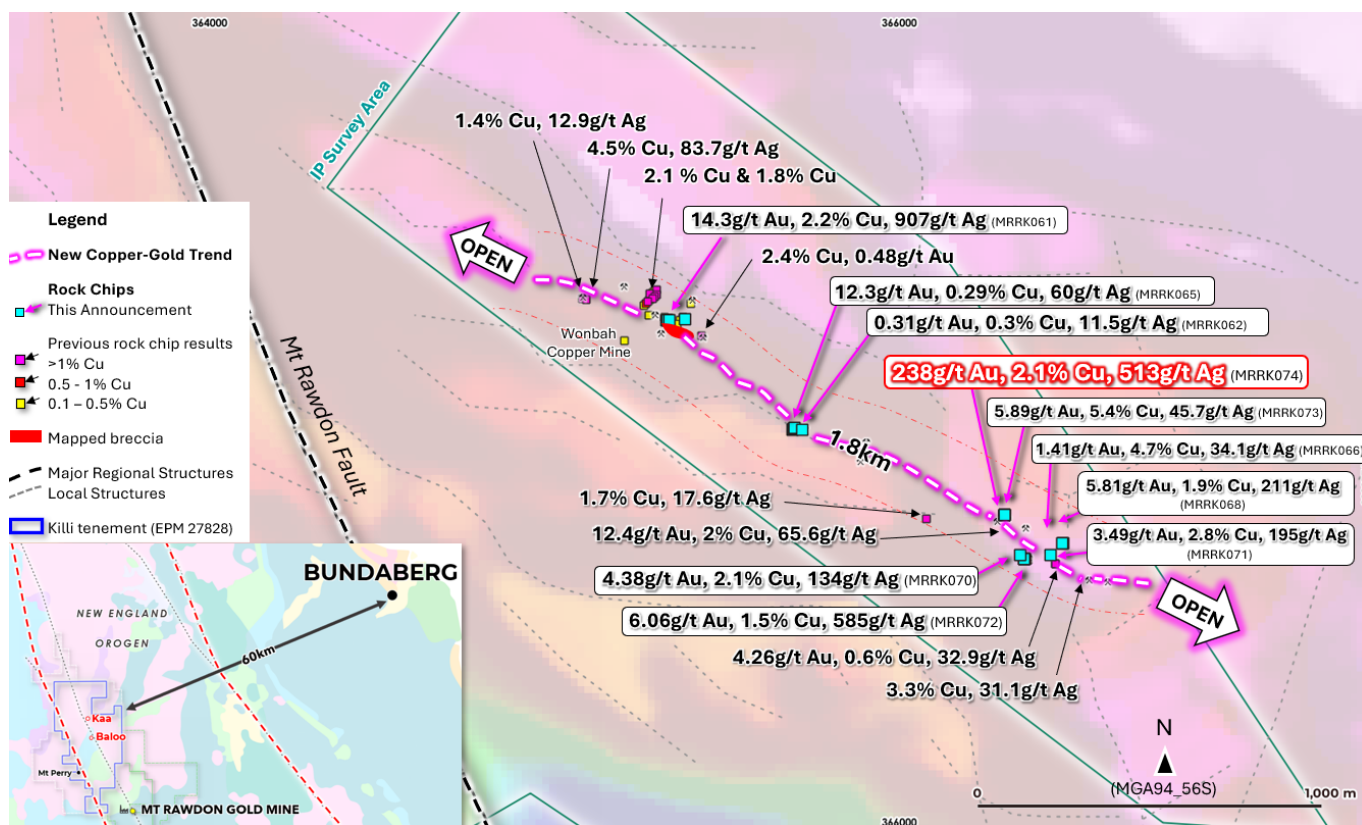 364000
366000
IP Survey Area
1.4% Cu, 12.9g/t Ag
4.5% Cu, 83.7g/t Ag
2.1 % Cu & 1.8% Cu
14.3g/t Au, 2.2% Cu, 907g/t Ag (MRRK061)
OPEN
2.4% Cu, 0.48g/t Au
12.3g/t Au, 0.29% Cu, 60g/t Ag (MRRK065)
0.31g/t Au, 0.3% Cu, 11.5g/t Ag (MRRK062)
Wonbah
Copper Mine
Mt Rawdon Fault
238g/t Au, 2.1% Cu, 513g/t Ag (MRRK074)
5.89g/t Au, 5.4% Cu, 45.7g/t Ag (MRRK073)
1.8km
1.41g/t Au, 4.7% Cu, 34.1g/t Ag (MRRK066)
5.81g/t Au, 1.9% Cu, 211g/t Ag
(MRRK068)
1.7% Cu, 17.6g/t Ag
12.4g/t Au, 2% Cu, 65.6g/t Ag
3.49g/t Au, 2.8% Cu, 195g/t Ag
(MRRK071)
4.38g/t Au, 2.1% Cu, 134g/t Ag (MRRK070)
6.06g/t Au, 1.5% Cu, 585g/t Ag (MRRK072)
OPEN
4.26g/t Au, 0.6% Cu, 32.9g/t Ag
3.3% Cu, 31.1g/t Ag
Legend
New Copper-Gold Trend
Rock Chips
This Announcement
Previous rock chip results
>1% Cu
0.5 - 1% Cu
0.1 – 0.5% Cu
Mapped breccia
Major Regional Structures
Local Structures
Killi tenement (EPM 27828)
BUNDABERG
NEW ENGLAND
OROGEN
60km
Kaa
Baloo
Mt Perry
MT RAWDON GOLD MINE
N
(MGA94_56S)
0
1,000 m
366000